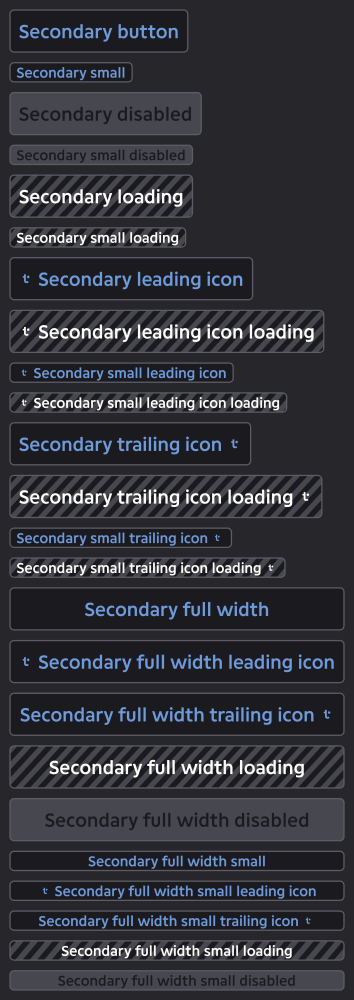 Secondary button
Secondary small
Secondary disabled
Secondary small disabled
Secondary loading
Secondary small loading
Secondary leading icon
Secondary leading icon loading
Secondary small leading icon
Secondary small leading icon loading
Secondary trailing icon
Secondary trailing icon loading
Secondary small trailing icon
Secondary small trailing icon loading
Secondary full width
Secondary full width leading icon
Secondary full width trailing icon
Secondary full width loading
Secondary full width disabled
Secondary full width small
Secondary full width small leading icon
Secondary full width small trailing icon
Secondary full width small loading
Secondary full width small disabled